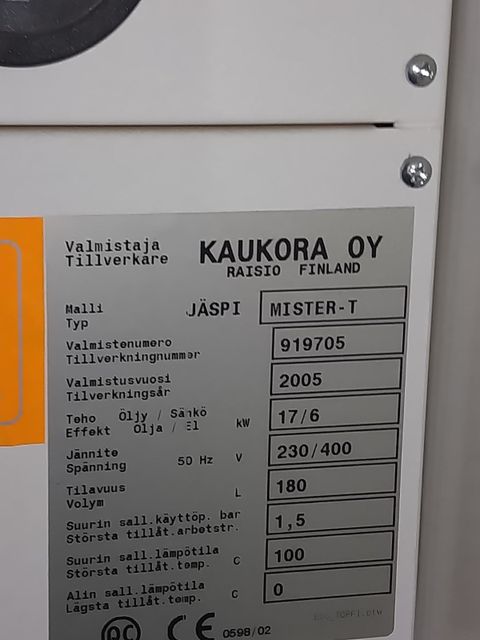 Valmistaja
Tillverkare
KAUKORA OY
RAISIO FINLAND
Malli
Typ
JÄSPI
MISTER-T
Valmistenumero
Tillverkningnummer
919705
Valmistusvuosi
Tilverkningsår
2005
Teho Öljy / Sähkö
Effekt Olja / El
kW
17/6
Jännite
Spänning
50 Hz V
230/400
Tilavuus
Volym
L
180
Suurin sall.käyttöp. bar
Största tillåt.arbetstr.
1,5
Suurin sall.lämpötila
Största tillåt.temp.
C
100
Alin sall.lämpötila
Lägsta tillåt.temp.
C
0
CE 0598/02